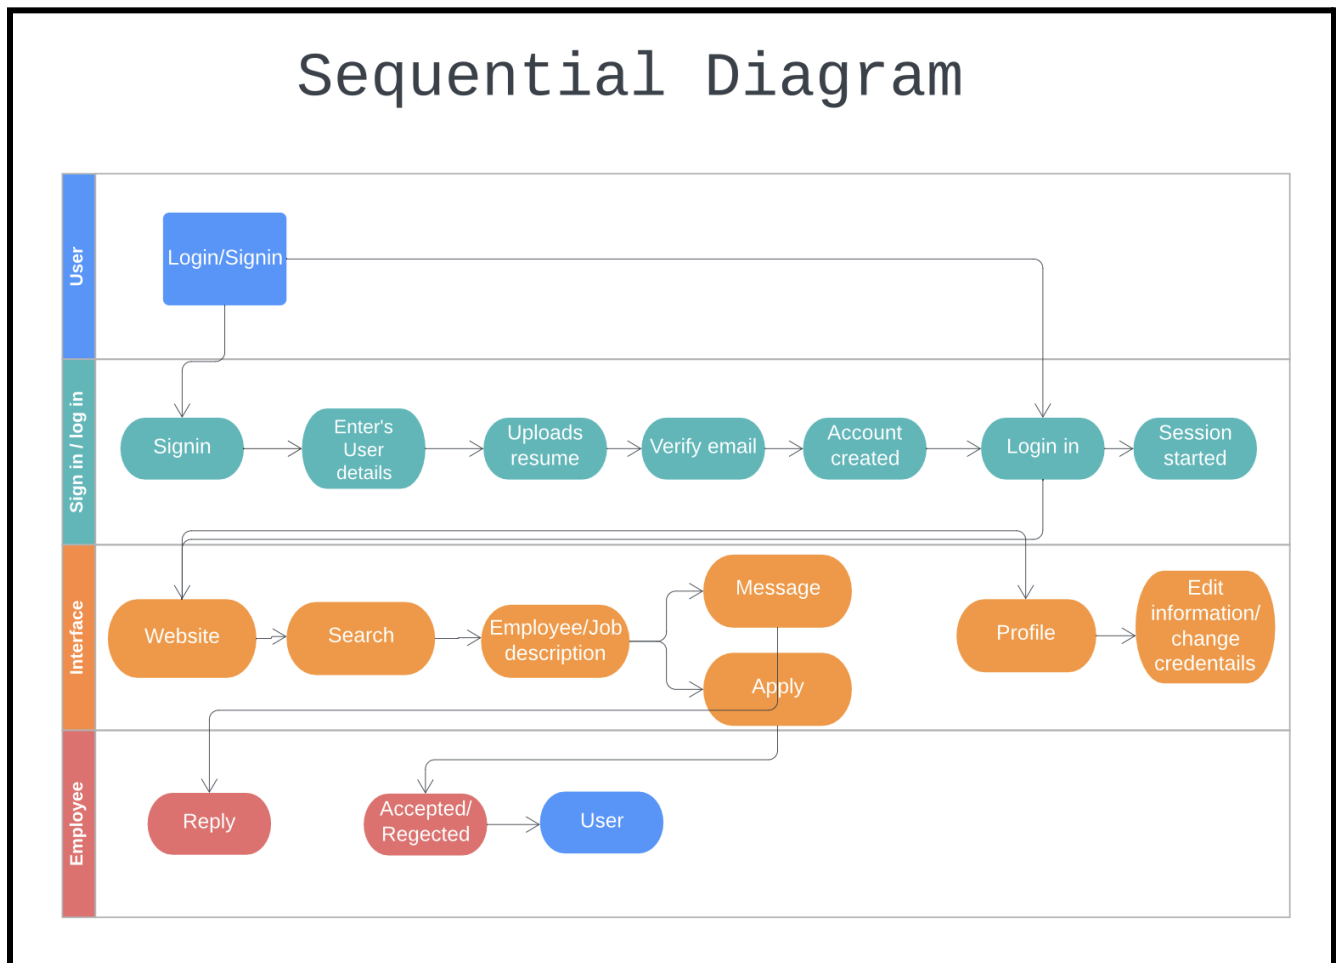 Sequential Diagram
User
Login/Signin
Sign in / log in
Signin
Enter's
User
details
Uploads
resume
Verify email
Account
created
Login in
Session
started
Interface
Website
Search
Employee/Job
description
Message
Apply
Profile
Edit
information/
change
credentails
Employee
Reply
Accepted/
Regected
User